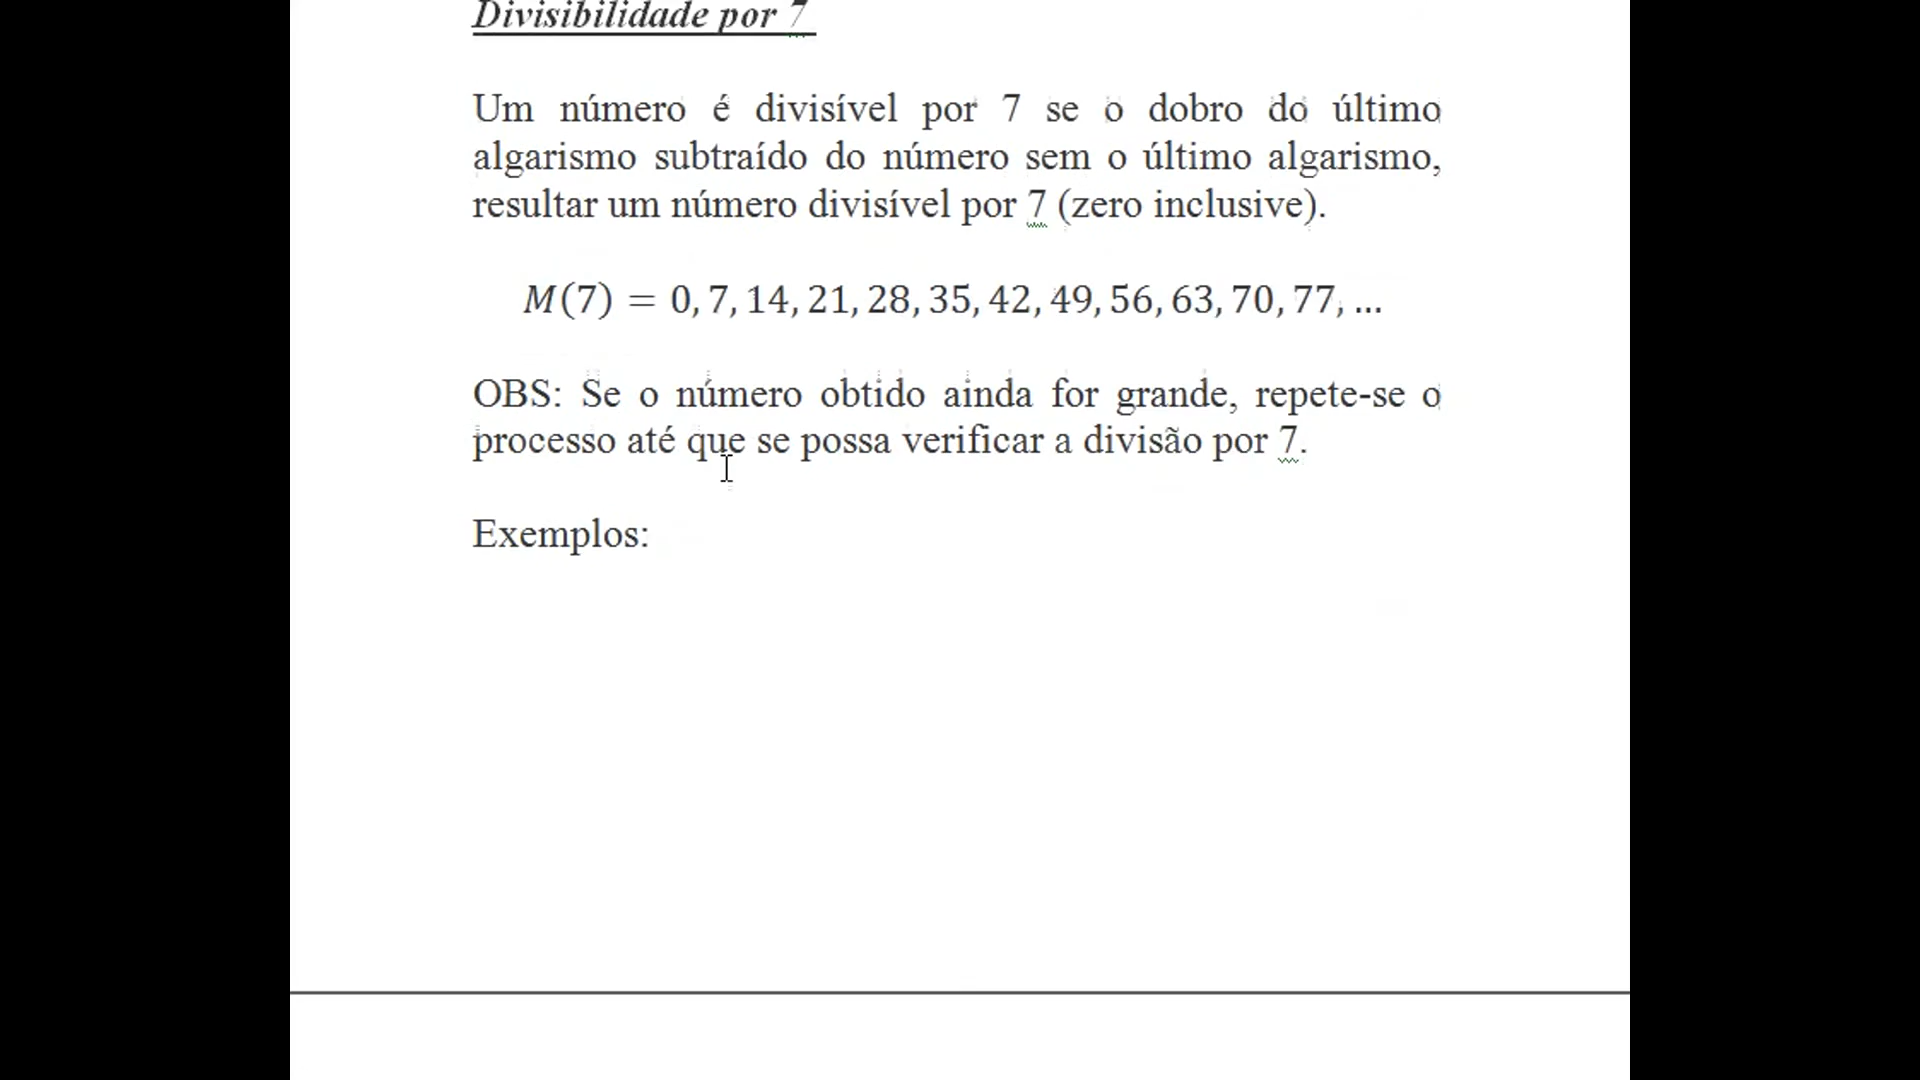 Divisibilidade por 7
Um número é divisível por 7 se o dobro do último
algarismo subtraído do número sem o último algarismo,
resultar um número divisível por 7 (zero inclusive).
M(7) = 0, 7, 14, 21, 28, 35, 42, 49, 56, 63, 70, 77, ...
OBS: Se o número obtido ainda for grande, repete-se o
processo até que se possa verificar a divisão por 7.
Exemplos: